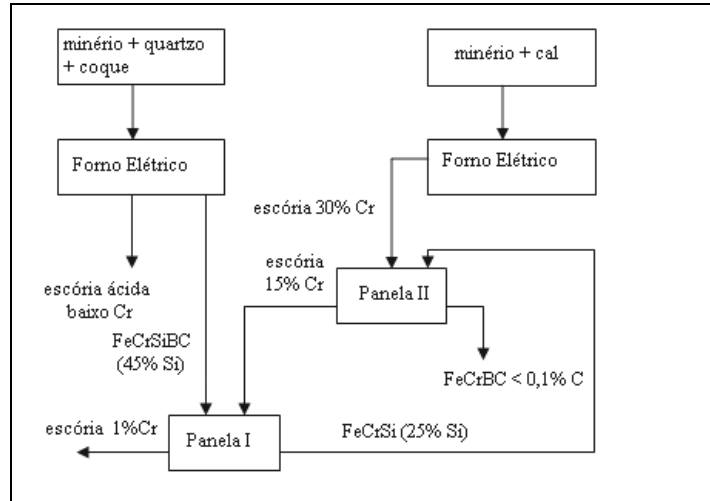 minério + quartzo
+ coque
minério + cal
Forno Elétrico
Forno Elétrico
escória 30% Cr
escória
15% Cr
escória ácida
baixo Cr
FeCrSiBC
(45% Si)
Panela II
FeCrBC < 0,1% C
escória 1%Cr
Panela I
FeCrSi (25% Si)